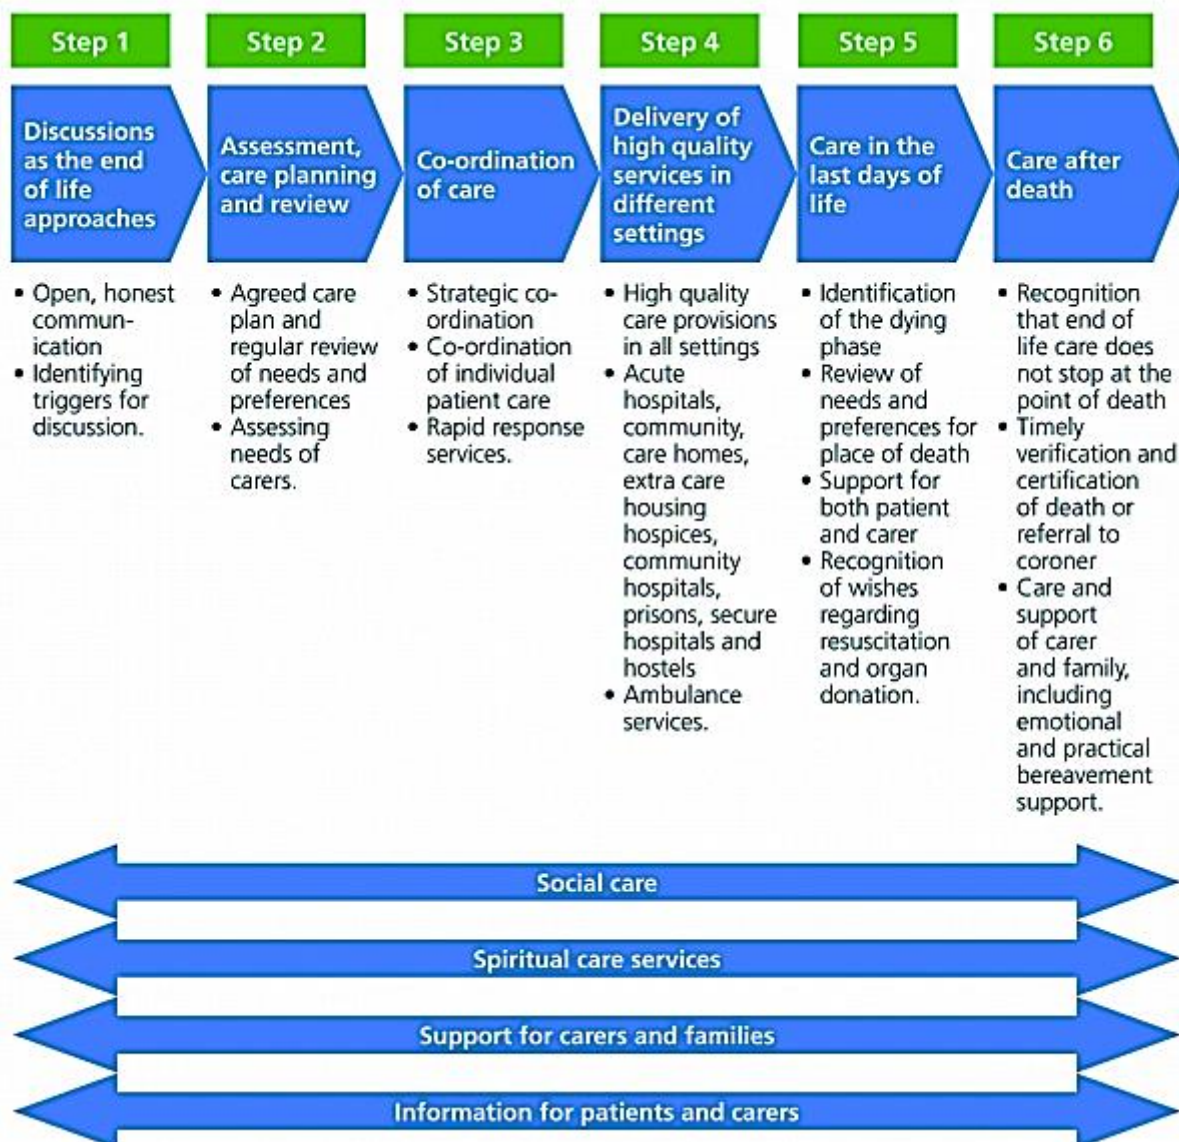 Step 1
Step 2
Step 3
Step 4
Step 5
Step 6
Discussions
as the end
of life
approaches
Assessment,
care planning
and review
Co-ordination
of care
Delivery of
high quality
services in
different
settings
Care in the
last days of
life
Care after
death
• Open, honest
commun-
ication
• Identifying
triggers for
discussion.
• Agreed care
plan and
regular review
of needs and
preferences
• Assessing
needs of
carers.
• Strategic co-
ordination
• Co-ordination
of individual
patient care
• Rapid response
services.
• High quality
care provisions
in all settings
• Acute
hospitals,
community,
care homes,
extra care
housing
hospices,
community
hospitals,
prisons, secure
hospitals and
hostels
• Ambulance
services.
• Identification
of the dying
phase
• Review of
needs and
preferences for
place of death
• Support for
both patient
and carer
• Recognition
of wishes
regarding
resuscitation
and organ
donation.
• Recognition
that end of
life care does
not stop at the
point of death
• Timely
verification and
certification
of death or
referral to
coroner
• Care and
support
of carer
and family,
including
emotional
and practical
bereavement
support.
Social care
Spiritual care services
Support for carers and families
Information for patients and carers